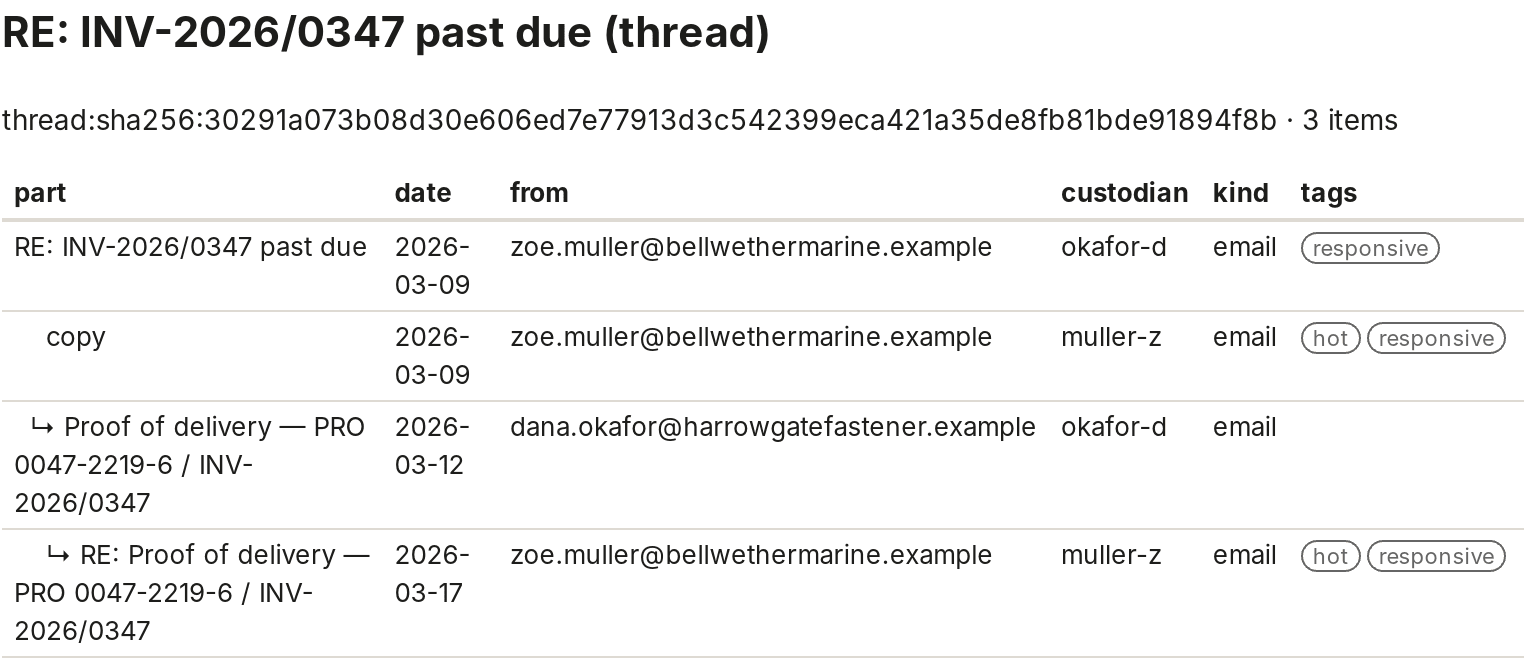 RE: INV-2026/0347 past due (thread)
thread:sha256:30291a073b08d30e606ed7e77913d3c542399eca421a35de8fb81bde91894f8b · 3 items
part date from custodian kind tags
RE: INV-2026/0347 past due 2026- zoe.muller@bellwethermarine.example okafor-d email responsive
03-09
copy 2026- zoe.muller@bellwethermarine.example muller-z email hot responsive
03-09
↳ Proof of delivery — PRO 2026- dana.okafor@harrowgatefastener.example okafor-d email
0047-2219-6 / INV- 03-12
2026/0347
↳ RE: Proof of delivery — 2026- zoe.muller@bellwethermarine.example muller-z email hot responsive
PRO 0047-2219-6 / INV- 03-17
2026/0347